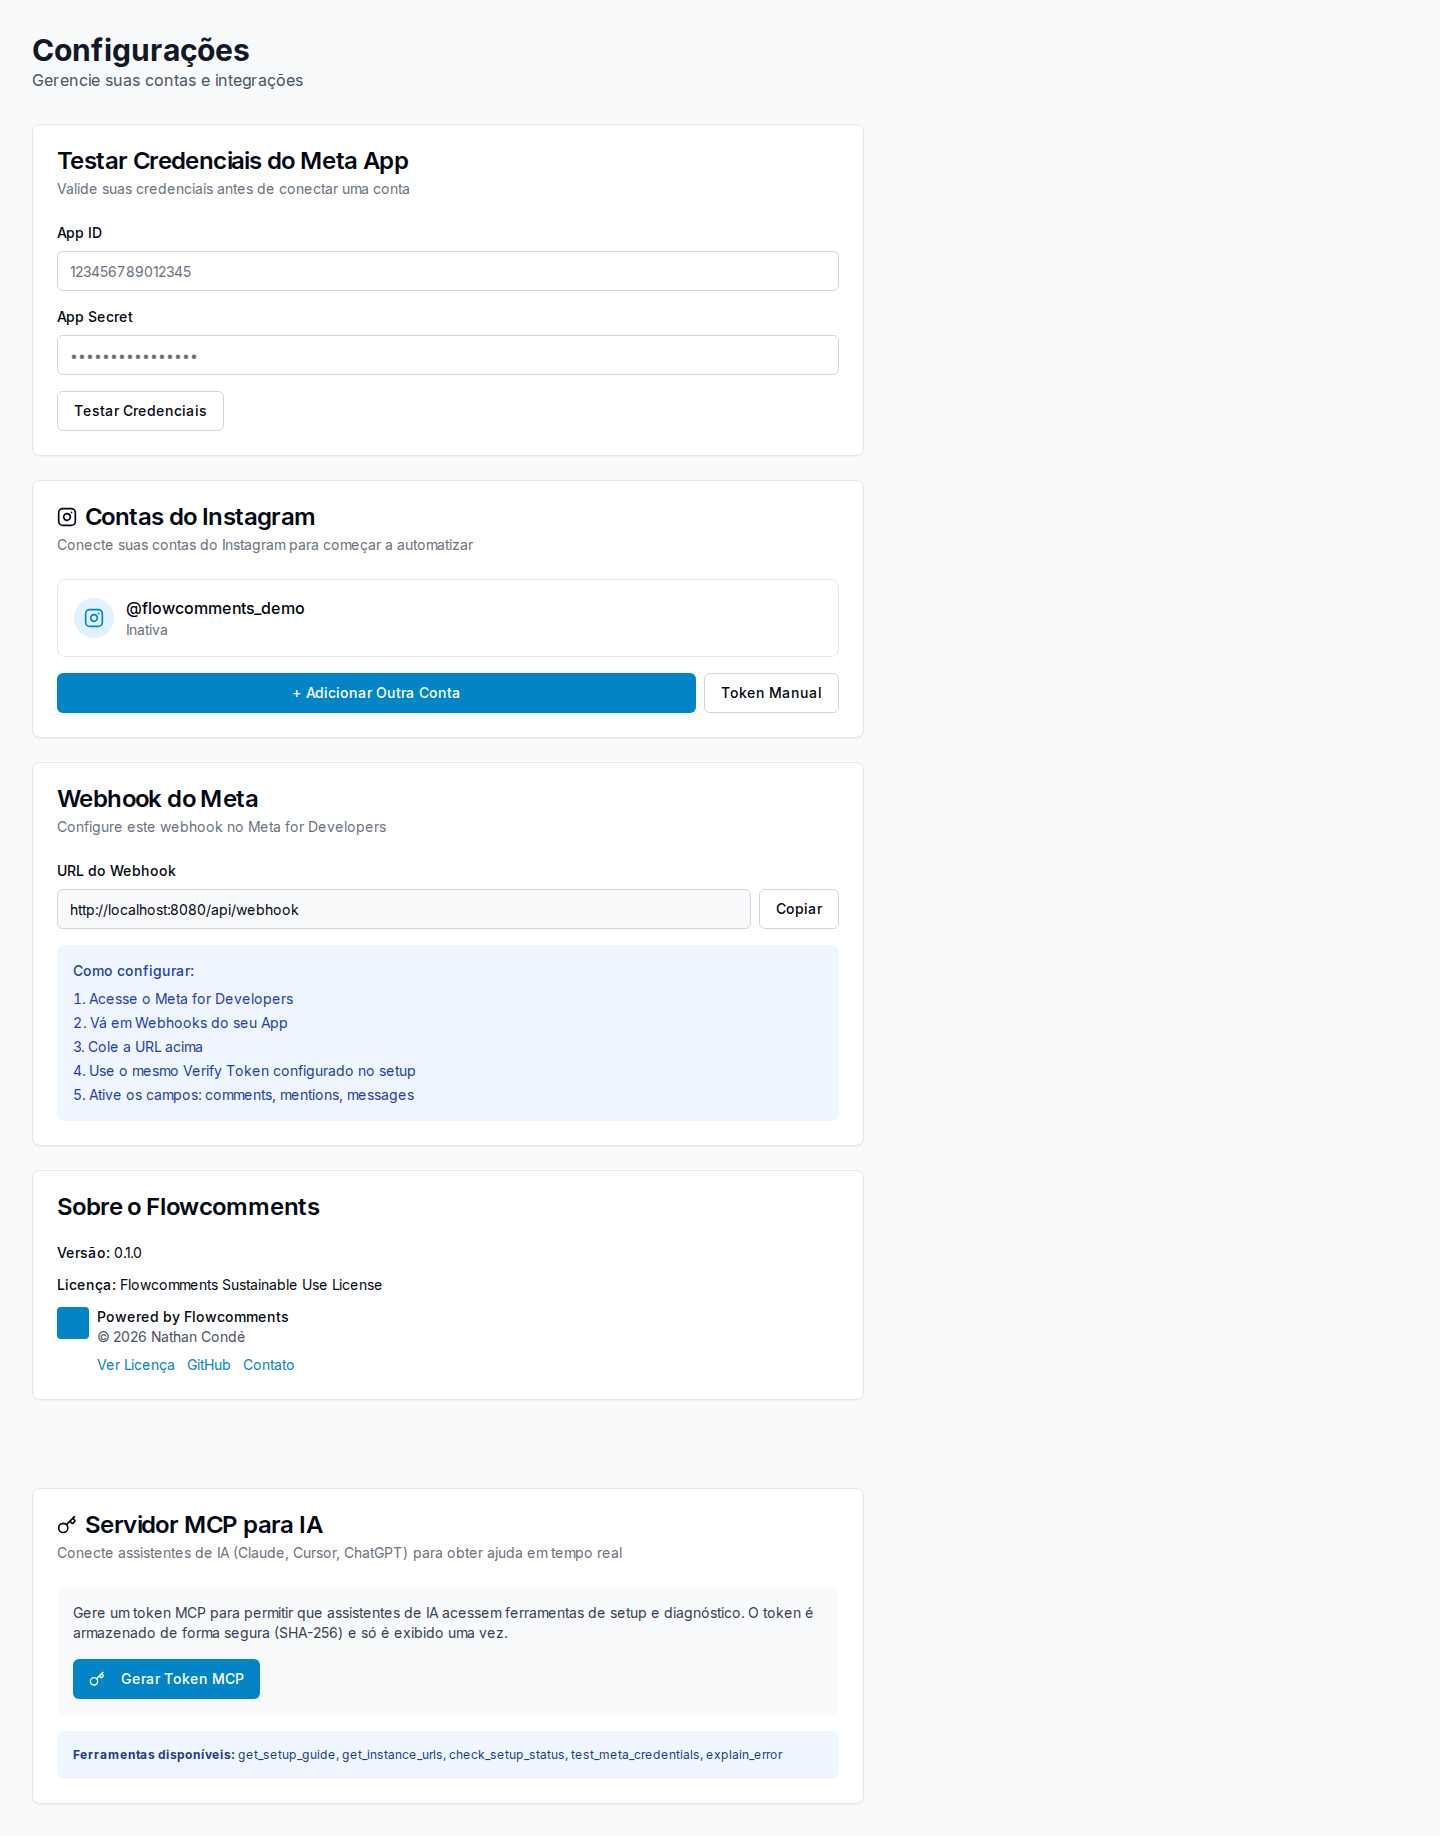 Configurações
Gerencie suas contas e integrações
Testar Credenciais do Meta App
Valide suas credenciais antes de conectar uma conta
App ID
123456789012345
App Secret
••••••••••••••••
Testar Credenciais
Contas do Instagram
Conecte suas contas do Instagram para começar a automatizar
@flowcomments_demo
Inativa
+ Adicionar Outra Conta
Token Manual
Webhook do Meta
Configure este webhook no Meta for Developers
URL do Webhook
http://localhost:8080/api/webhook
Copiar
Como configurar:
1. Acesse o Meta for Developers
2. Vá em Webhooks do seu App
3. Cole a URL acima
4. Use o mesmo Verify Token configurado no setup
5. Ative os campos: comments, mentions, messages
Sobre o Flowcomments
Versão: 0.1.0
Licença: Flowcomments Sustainable Use License
Powered by Flowcomments
© 2026 Nathan Condé
Ver Licença GitHub Contato
Servidor MCP para IA
Conecte assistentes de IA (Claude, Cursor, ChatGPT) para obter ajuda em tempo real
Gere um token MCP para permitir que assistentes de IA acessem ferramentas de setup e diagnóstico. O token é
armazenado de forma segura (SHA-256) e só é exibido uma vez.
Gerar Token MCP
Ferramentas disponíveis: get_setup_guide, get_instance_urls, check_setup_status, test_meta_credentials, explain_error